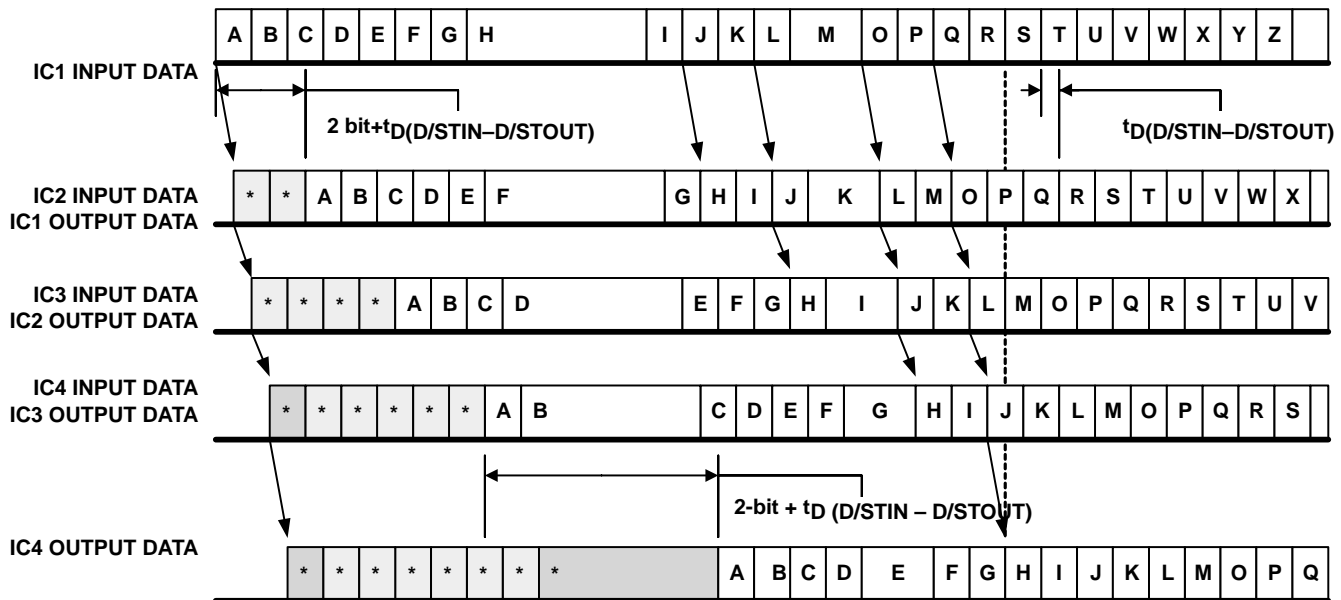 A B C D E F G H I J K L M O P Q R S T U V W X Y Z
IC1 INPUT DATA
2 bit+tD(D/STIN–D/STOUT)
tD(D/STIN–D/STOUT)
IC2 INPUT DATA
IC1 OUTPUT DATA
* * A B C D E F G H I J K L M O P Q R S T U V W X
IC3 INPUT DATA
IC2 OUTPUT DATA
* * * * A B C D E F G H I J K L M O P Q R S T U V
IC4 INPUT DATA
IC3 OUTPUT DATA
* * * * * * A B C D E F G H I J K L M O P Q R S
2-bit + tD (D/STIN – D/STOUT)
IC4 OUTPUT DATA
* * * * * * * * A B C D E F G H I J K L M O P Q